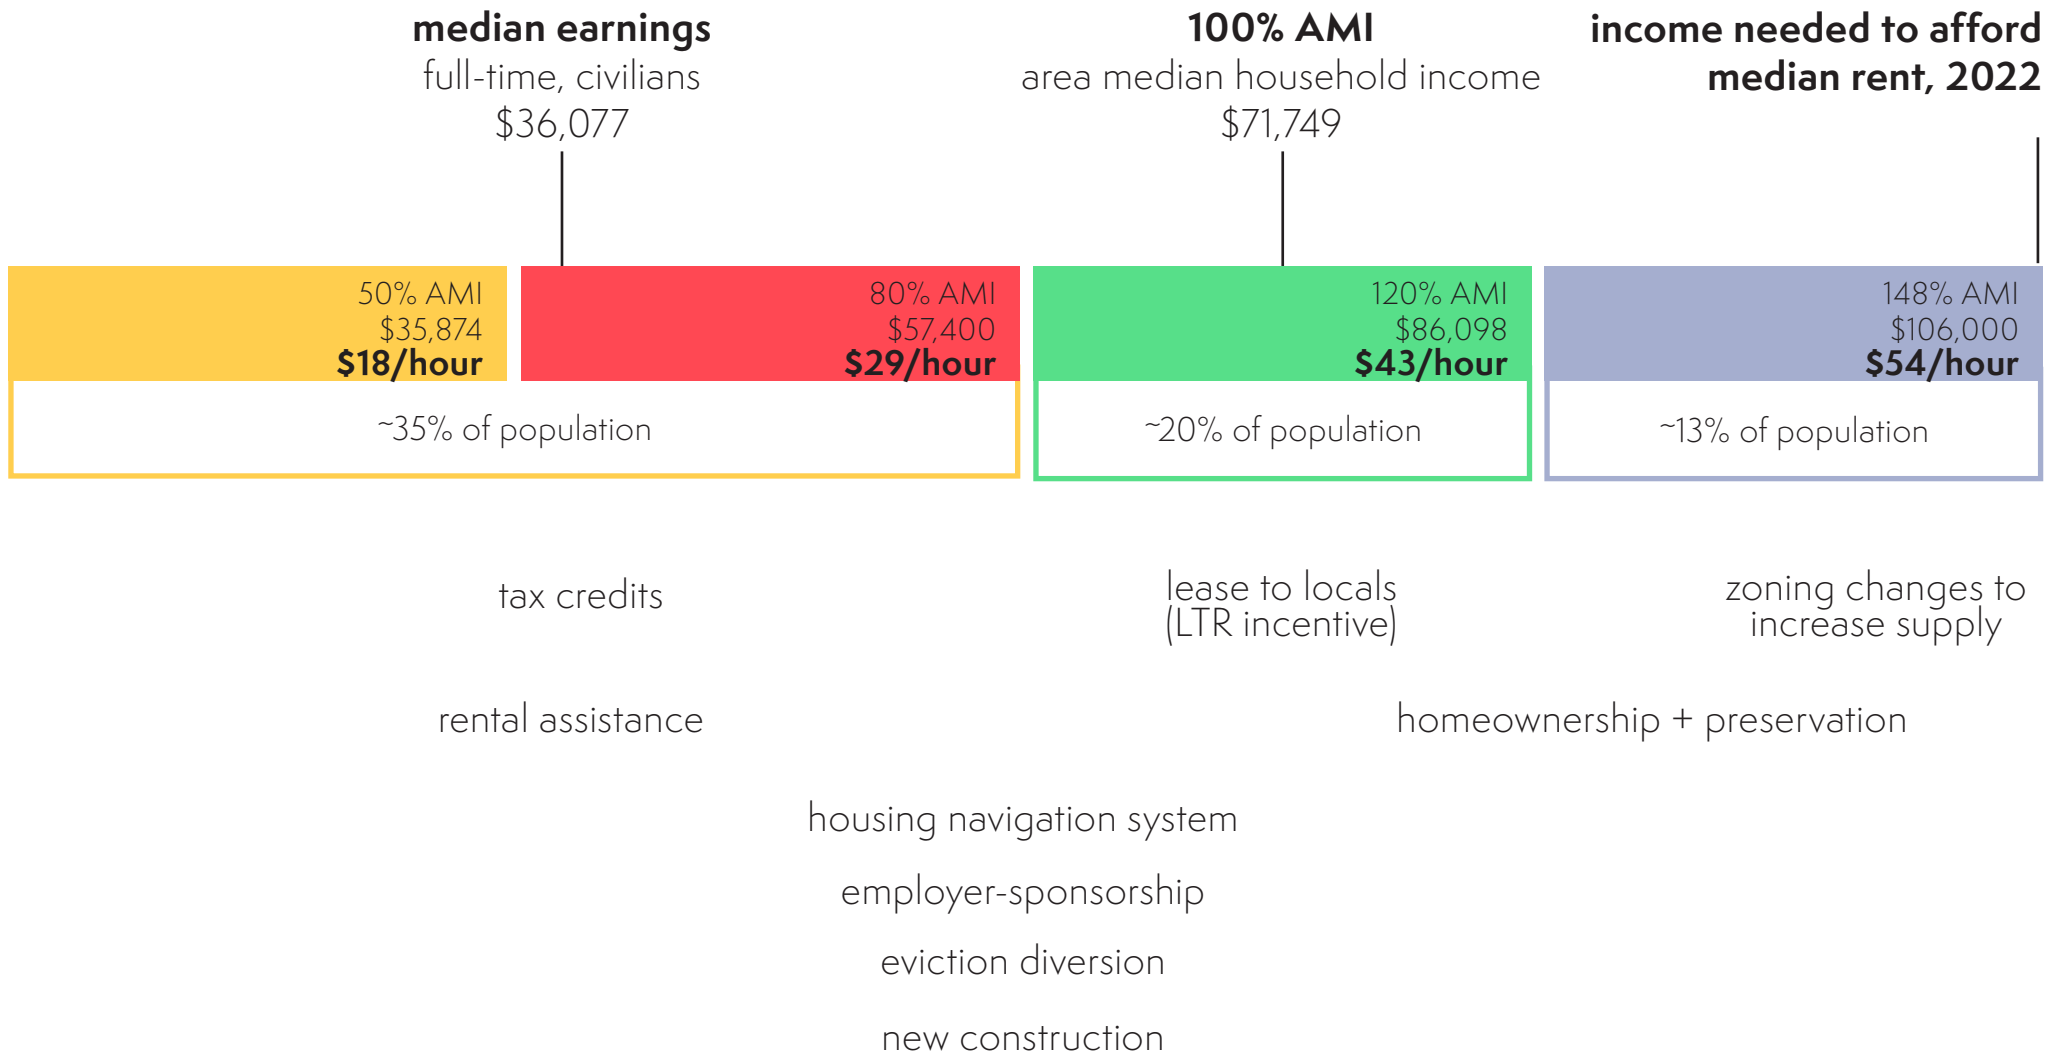 median earnings
full-time, civilians
$36,077
100% AMI
area median household income
$71,749
income needed to afford
median rent, 2022
50% AMI
$35,874
$18/hour
80% AMI
$57,400
$29/hour
120% AMI
$86,098
$43/hour
148% AMI
$106,000
$54/hour
~35% of population
~20% of population
~13% of population
tax credits
lease to locals
(LTR incentive)
zoning changes to
increase supply
rental assistance
homeownership + preservation
housing navigation system
employer-sponsorship
eviction diversion
new construction